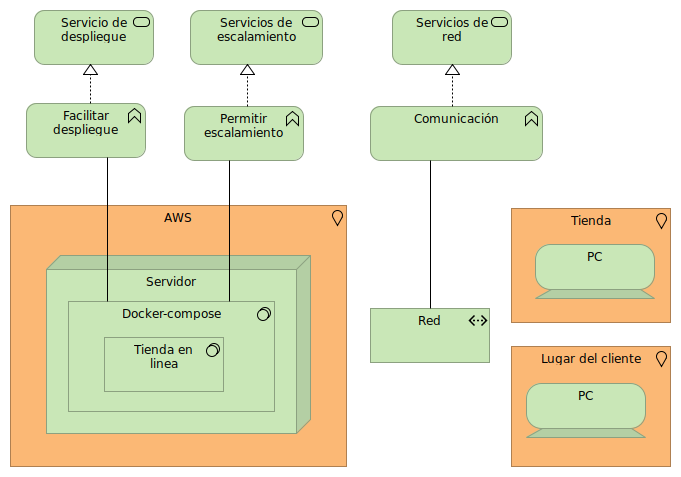 Servicio de
despliegue
Servicios de
escalamiento
Servicios de
red
Facilitar
despliegue
Permitir
escalamiento
Comunicación
AWS
Servidor
Docker-compose
Tienda en
linea
Red
Tienda
PC
Lugar del cliente
PC